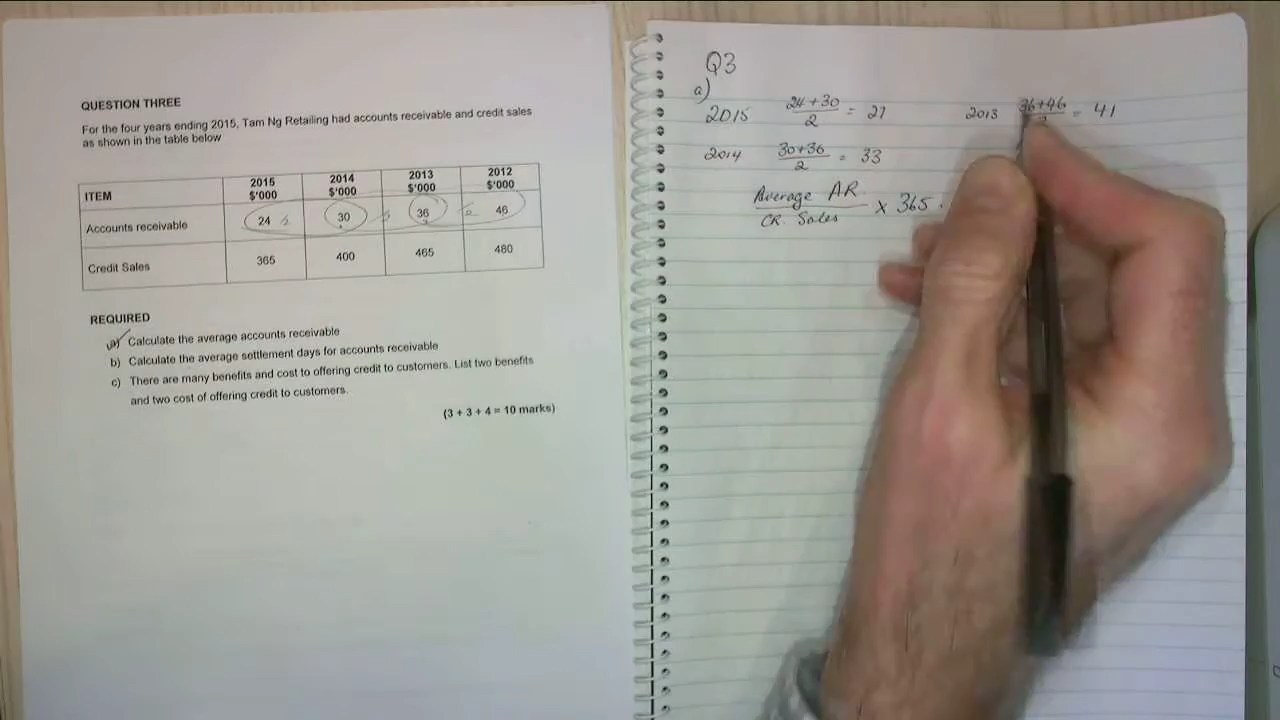 QUESTION THREE
For the four years ending 2015, Tam Ng Retailing had accounts receivable and credit sales
as shown in the table below
ITEM 2015 $'000 2014 $'000 2013 $'000 2012 $'000
Accounts receivable 24 30 36 46
Credit Sales 365 400 465 480
REQUIRED
(a) Calculate the average accounts receivable
b) Calculate the average settlement days for accounts receivable
c) There are many benefits and cost to offering credit to customers. List two benefits
and two cost of offering credit to customers.
(3 + 3 + 4 = 10 marks)
Q3
a)
2015 24+30 / 2 = 27 2013 36+46 = 41
2014 30+36 / 2 = 33
Average AR. / CR. Sales x 365.